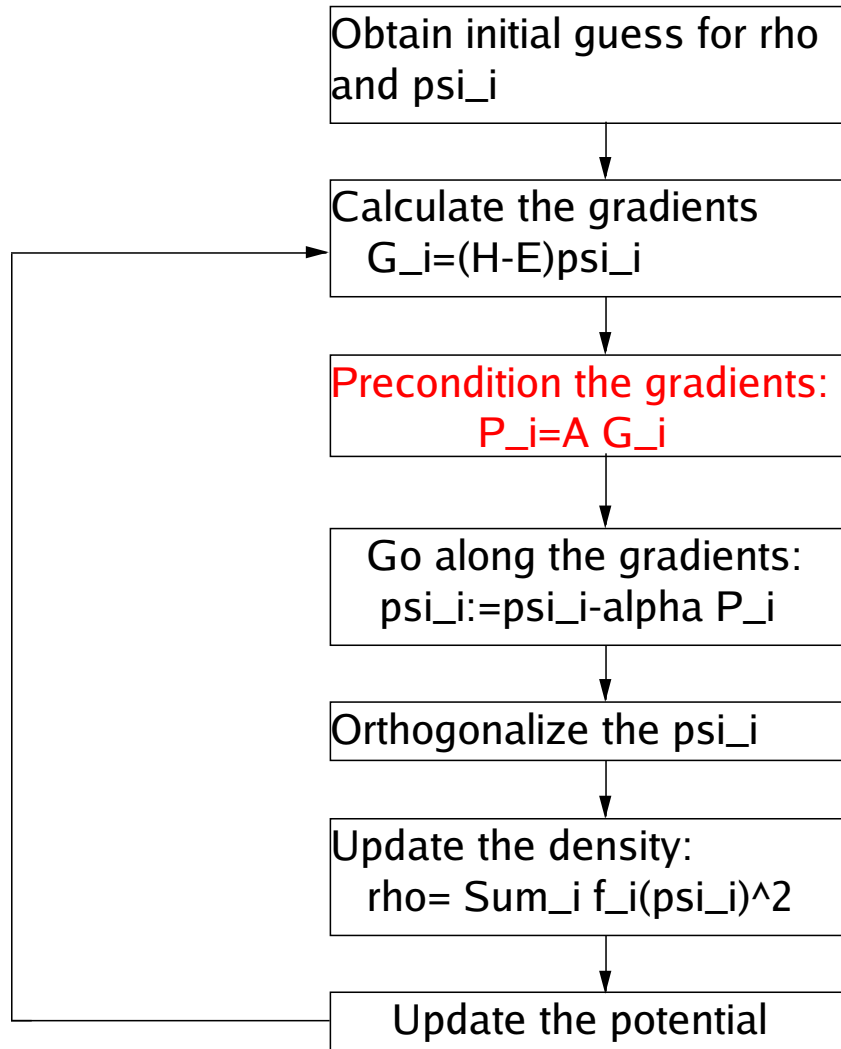 Obtain initial guess for rho
and psi_i
Calculate the gradients
G_i=(H-E)psi_i
Precondition the gradients:
P_i=A G_i
Go along the gradients:
psi_i:=psi_i-alpha P_i
Orthogonalize the psi_i
Update the density:
rho= Sum_i f_i(psi_i)^2
Update the potential